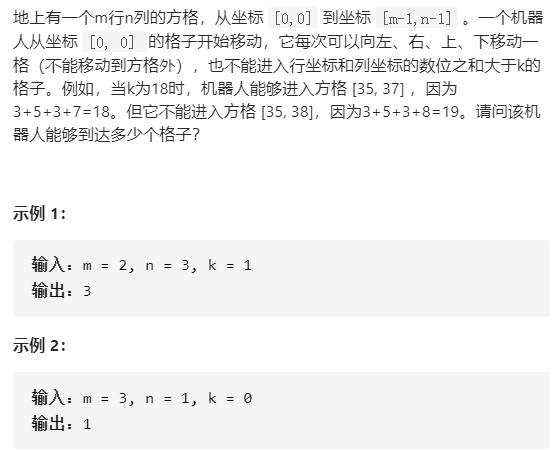 地上有一个m行n列的方格，从坐标 [0,0] 到坐标 [m-1,n-1] 。一个机器
人从坐标 [0, 0] 的格子开始移动，它每次可以向左、右、上、下移动一
格（不能移动到方格外），也不能进入行坐标和列坐标的数位之和大于k的
格子。例如，当k为18时，机器人能够进入方格 [35, 37] ，因为
3+5+3+7=18。但它不能进入方格 [35, 38]，因为3+5+3+8=19。请问该机
器人能够到达多少个格子？
示例 1：
输入：m = 2, n = 3, k = 1
输出：3
示例 2：
输入：m = 3, n = 1, k = 0
输出：1